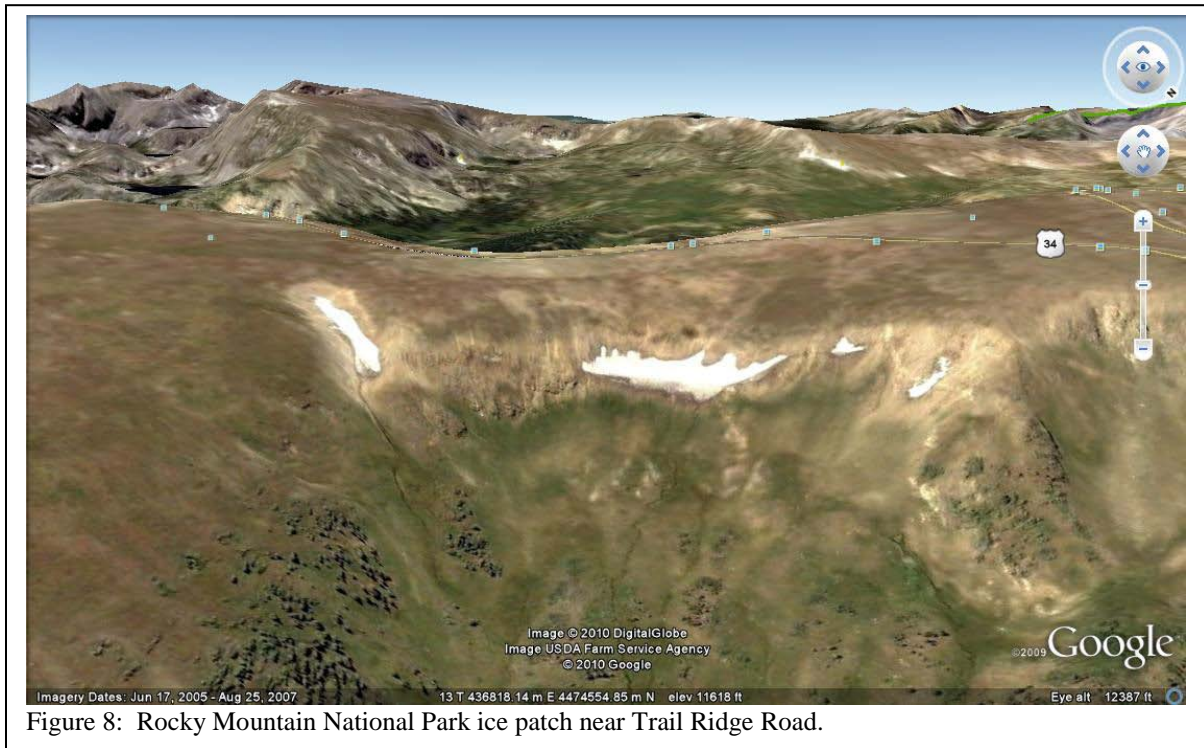 N
34
Image © 2010 DigitalGlobe
Image USDA Farm Service Agency
© 2010 Google
©2009 Google
Imagery Dates: Jun 17, 2005 - Aug 25, 2007 13 T 436818.14 m E 4474554.85 m N elev 11618 ft Eye alt 12387 ft
Figure 8: Rocky Mountain National Park ice patch near Trail Ridge Road.